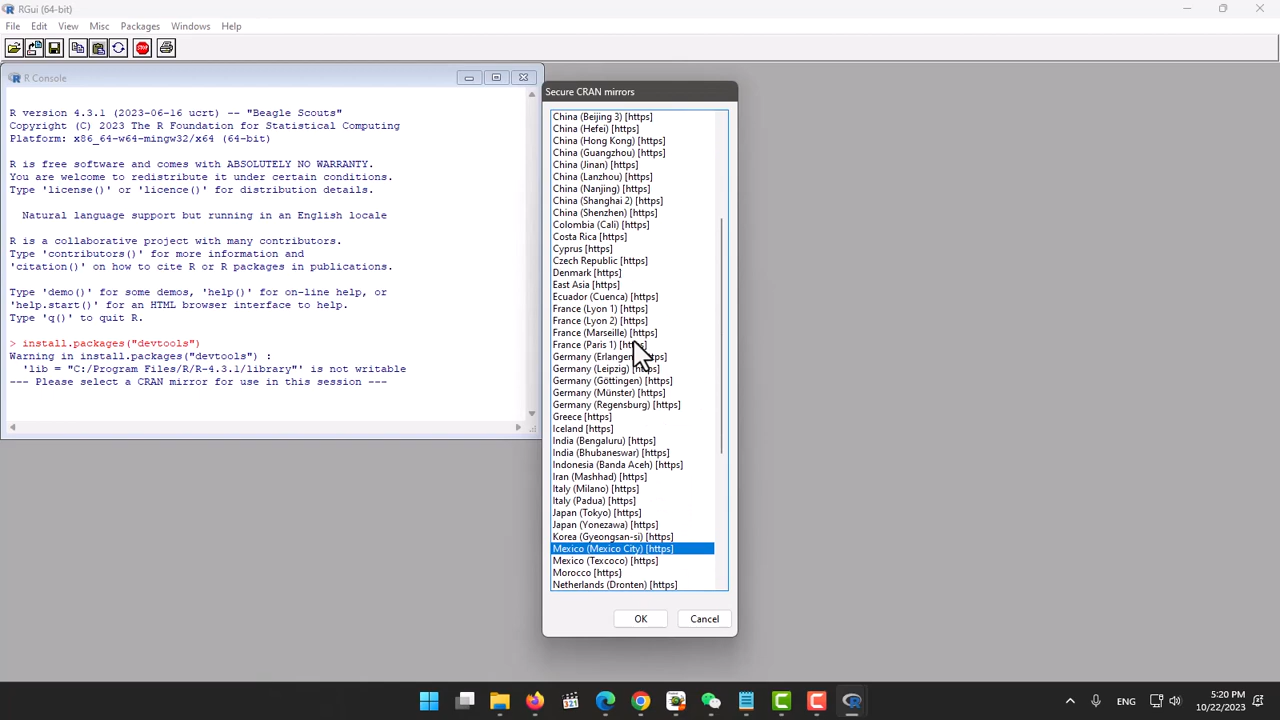 RGui (64-bit)
File Edit View Misc Packages Windows Help
STOP
R Console
R version 4.3.1 (2023-06-16 ucrt) -- "Beagle Scouts"
Copyright (C) 2023 The R Foundation for Statistical Computing
Platform: x86_64-w64-mingw32/x64 (64-bit)
R is free software and comes with ABSOLUTELY NO WARRANTY.
You are welcome to redistribute it under certain conditions.
Type 'license()' or 'licence()' for distribution details.
Natural language support but running in an English locale
R is a collaborative project with many contributors.
Type 'contributors()' for more information and
'citation()' on how to cite R or R packages in publications.
Type 'demo()' for some demos, 'help()' for on-line help, or
'help.start()' for an HTML browser interface to help.
Type 'q()' to quit R.
> install.packages("devtools")
Warning in install.packages("devtools") :
'lib = "C:/Program Files/R/R-4.3.1/library"' is not writable
--- Please select a CRAN mirror for use in this session ---
Secure CRAN mirrors
China (Beijing 3) [https]
China (Hefei) [https]
China (Hong Kong) [https]
China (Guangzhou) [https]
China (Jinan) [https]
China (Lanzhou) [https]
China (Nanjing) [https]
China (Shanghai 2) [https]
China (Shenzhen) [https]
Colombia (Cali) [https]
Costa Rica [https]
Cyprus [https]
Czech Republic [https]
Denmark [https]
East Asia [https]
Ecuador (Cuenca) [https]
France (Lyon 1) [https]
France (Lyon 2) [https]
France (Marseille) [https]
France (Paris 1) [https]
Germany (Erlangen) [https]
Germany (Leipzig) [https]
Germany (Göttingen) [https]
Germany (Münster) [https]
Germany (Regensburg) [https]
Greece [https]
Iceland [https]
India (Bengaluru) [https]
India (Bhubaneswar) [https]
Indonesia (Banda Aceh) [https]
Iran (Mashhad) [https]
Italy (Milano) [https]
Italy (Padua) [https]
Japan (Tokyo) [https]
Japan (Yonezawa) [https]
Korea (Gyeongsan-si) [https]
Mexico (Mexico City) [https]
Mexico (Texcoco) [https]
Morocco [https]
Netherlands (Dronten) [https]
OK Cancel
321
ENG
5:20 PM
10/22/2023